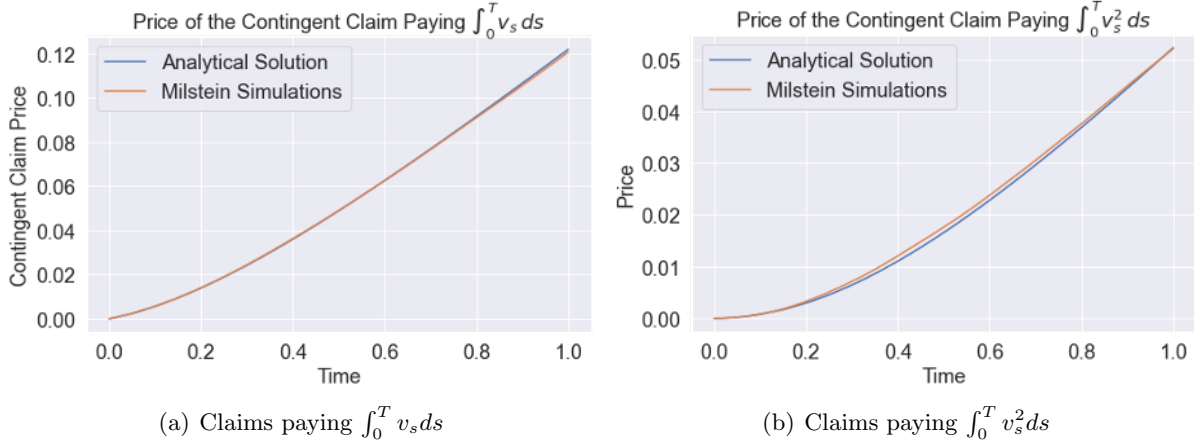 Price of the Contingent Claim Paying $\int_0^T v_s \, ds$
Contingent Claim Price
0.12
0.10
0.08
0.06
0.04
0.02
0.00
Analytical Solution
Milstein Simulations
0.0 0.2 0.4 0.6 0.8 1.0
Time
(a) Claims paying $\int_0^T v_s ds$
Price of the Contingent Claim Paying $\int_0^T v_s^2 \, ds$
Price
0.05
0.04
0.03
0.02
0.01
0.00
Analytical Solution
Milstein Simulations
0.0 0.2 0.4 0.6 0.8 1.0
Time
(b) Claims paying $\int_0^T v_s^2 ds$